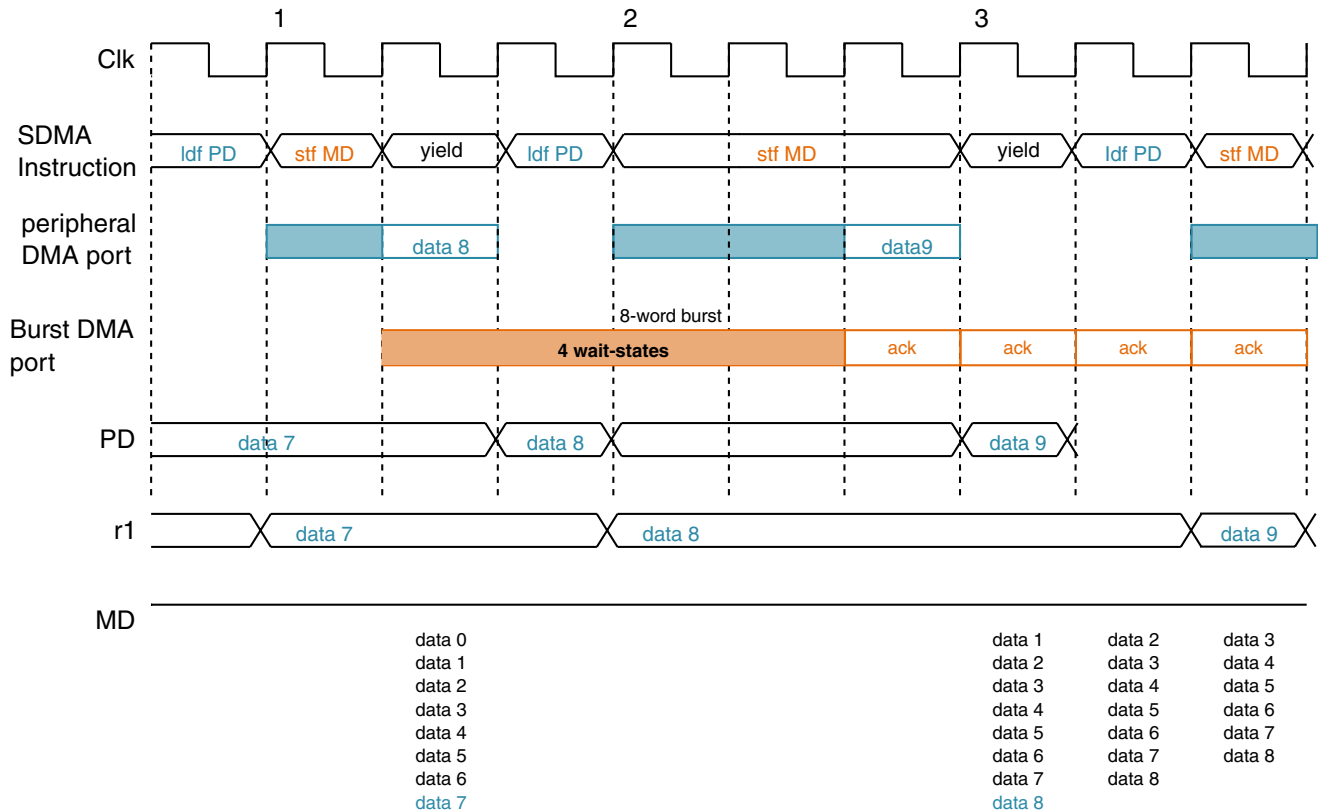 1 2 3
Clk
SDMA
Instruction
ldf PD stf MD yield ldf PD stf MD yield ldf PD stf MD
peripheral
DMA port
data 8 data9
8-word burst
Burst DMA
port
4 wait-states ack ack ack ack
PD
data 7 data 8 data 9
r1
data 7 data 8 data 9
MD
data 0 data 1 data 2 data 3
data 1 data 2 data 3 data 4
data 2 data 3 data 4 data 5
data 3 data 4 data 5 data 6
data 4 data 5 data 6 data 7
data 5 data 6 data 7 data 8
data 6 data 7 data 8
data 7 data 8